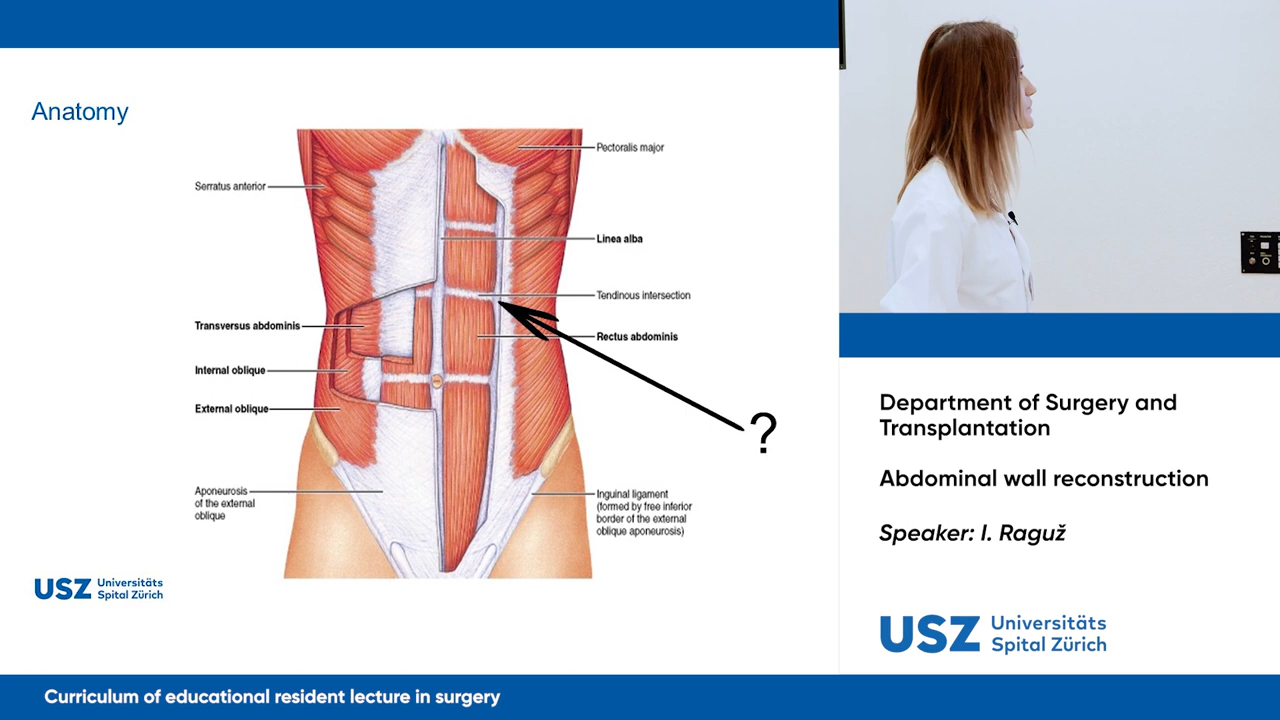 Anatomy
Serratus anterior
Transversus abdominis
Internal oblique
External oblique
Aponeurosis
of the external
oblique
Pectoralis major
Linea alba
Tendinous intersection
Rectus abdominis
?
Inguinal ligament
(formed by free inferior
border of the external
oblique aponeurosis)
USZ Universitäts
Spital Zürich
Department of Surgery and
Transplantation
Abdominal wall reconstruction
Speaker: I. Raguž
USZ Universitäts
Spital Zürich
Curriculum of educational resident lecture in surgery